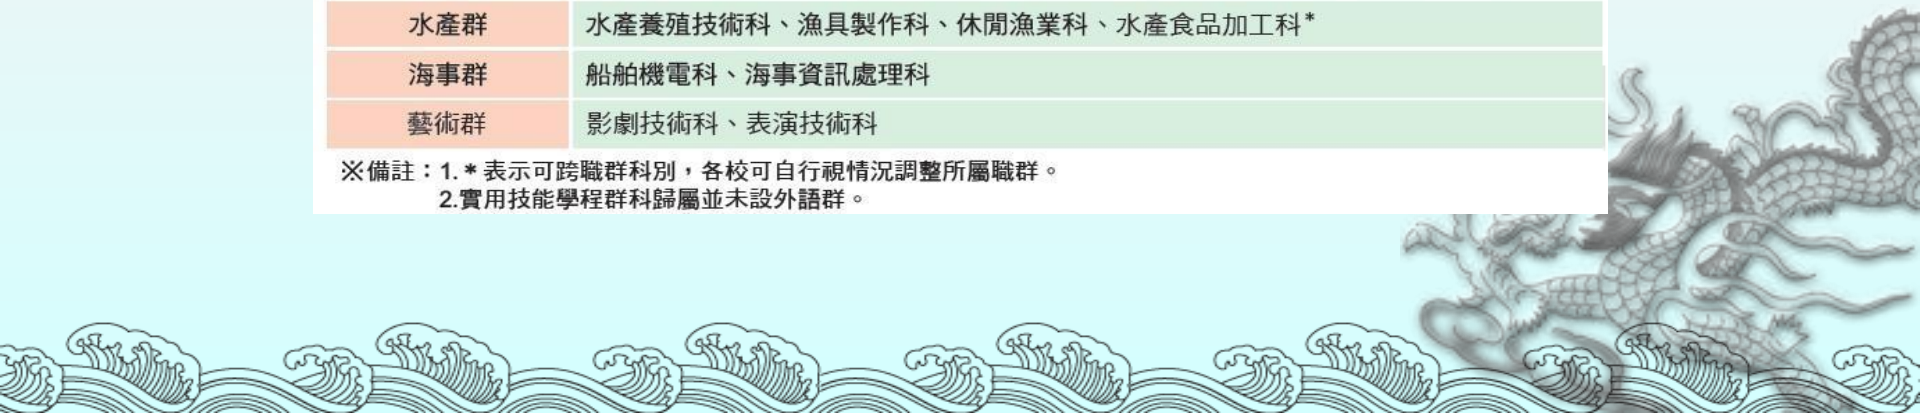 水產群 水產養殖技術科、漁具製作科、休閒漁業科、水產食品加工科*
海事群 船舶機電科、海事資訊處理科
藝術群 影劇技術科、表演技術科
※備註：1.＊表示可跨職群科別，各校可自行視情況調整所屬職群。
2.實用技能學程群科歸屬並未設外語群。